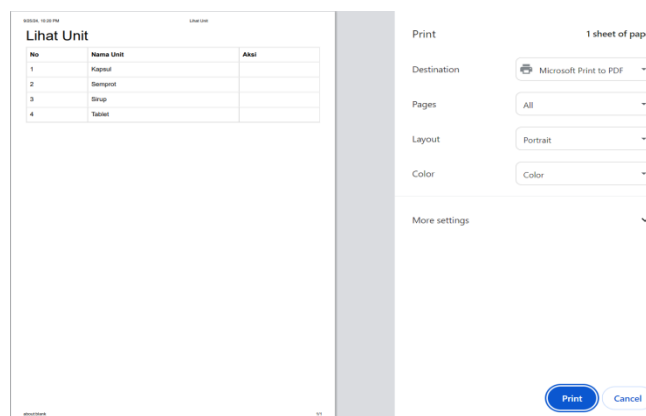 Lihat Unit
Lihat Unit
No Nama Unit Aksi
1 Kapsul
2 Semprot
3 Sirup
4 Tablet
about:blank 1/1
Print 1 sheet of pap
Destination Microsoft Print to PDF
Pages All
Layout Portrait
Color Color
More settings
Print Cancel